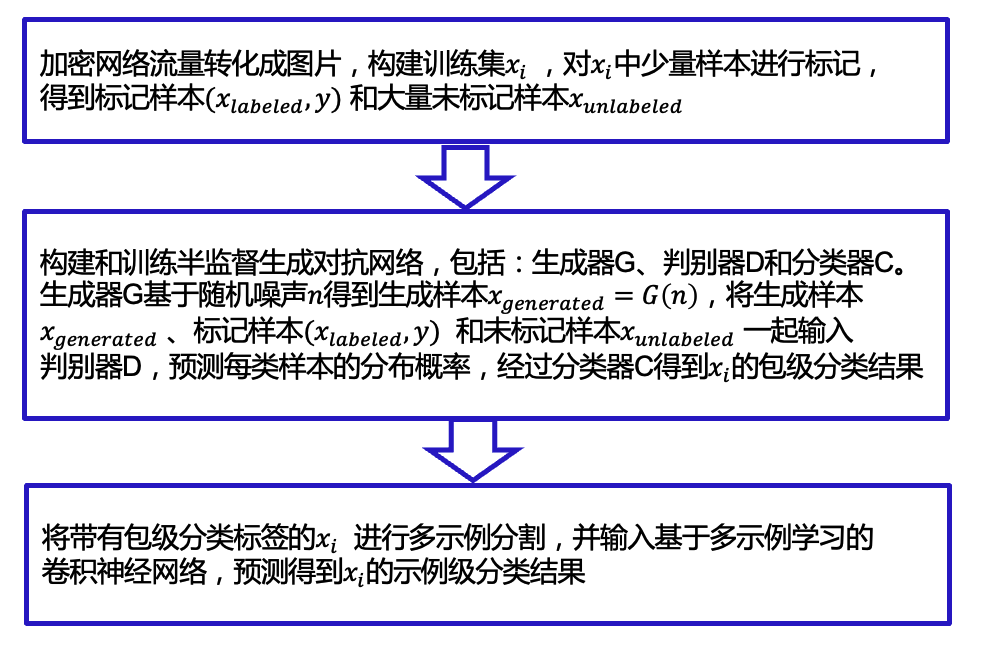 加密网络流量转化成图片，构建训练集xᵢ ，对xᵢ中少量样本进行标记，
得到标记样本(x_labeled, y) 和大量未标记样本x_unlabeled
构建和训练半监督生成对抗网络，包括：生成器G、判别器D和分类器C。
生成器G基于随机噪声n得到生成样本x_generated = G(n)，将生成样本
x_generated 、标记样本(x_labeled, y) 和未标记样本x_unlabeled 一起输入
判别器D，预测每类样本的分布概率，经过分类器C得到xᵢ的包级分类结果
将带有包级分类标签的xᵢ 进行多示例分割，并输入基于多示例学习的
卷积神经网络，预测得到xᵢ的示例级分类结果